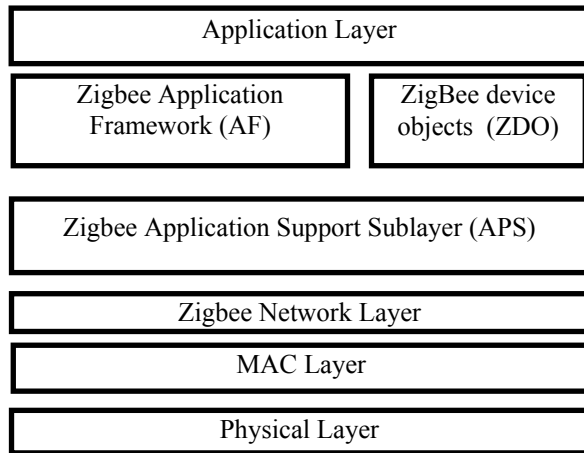 Application Layer
Zigbee Application
Framework (AF)
ZigBee device
objects  (ZDO)
Zigbee Application Support Sublayer (APS)
Zigbee Network Layer
MAC Layer
Physical Layer